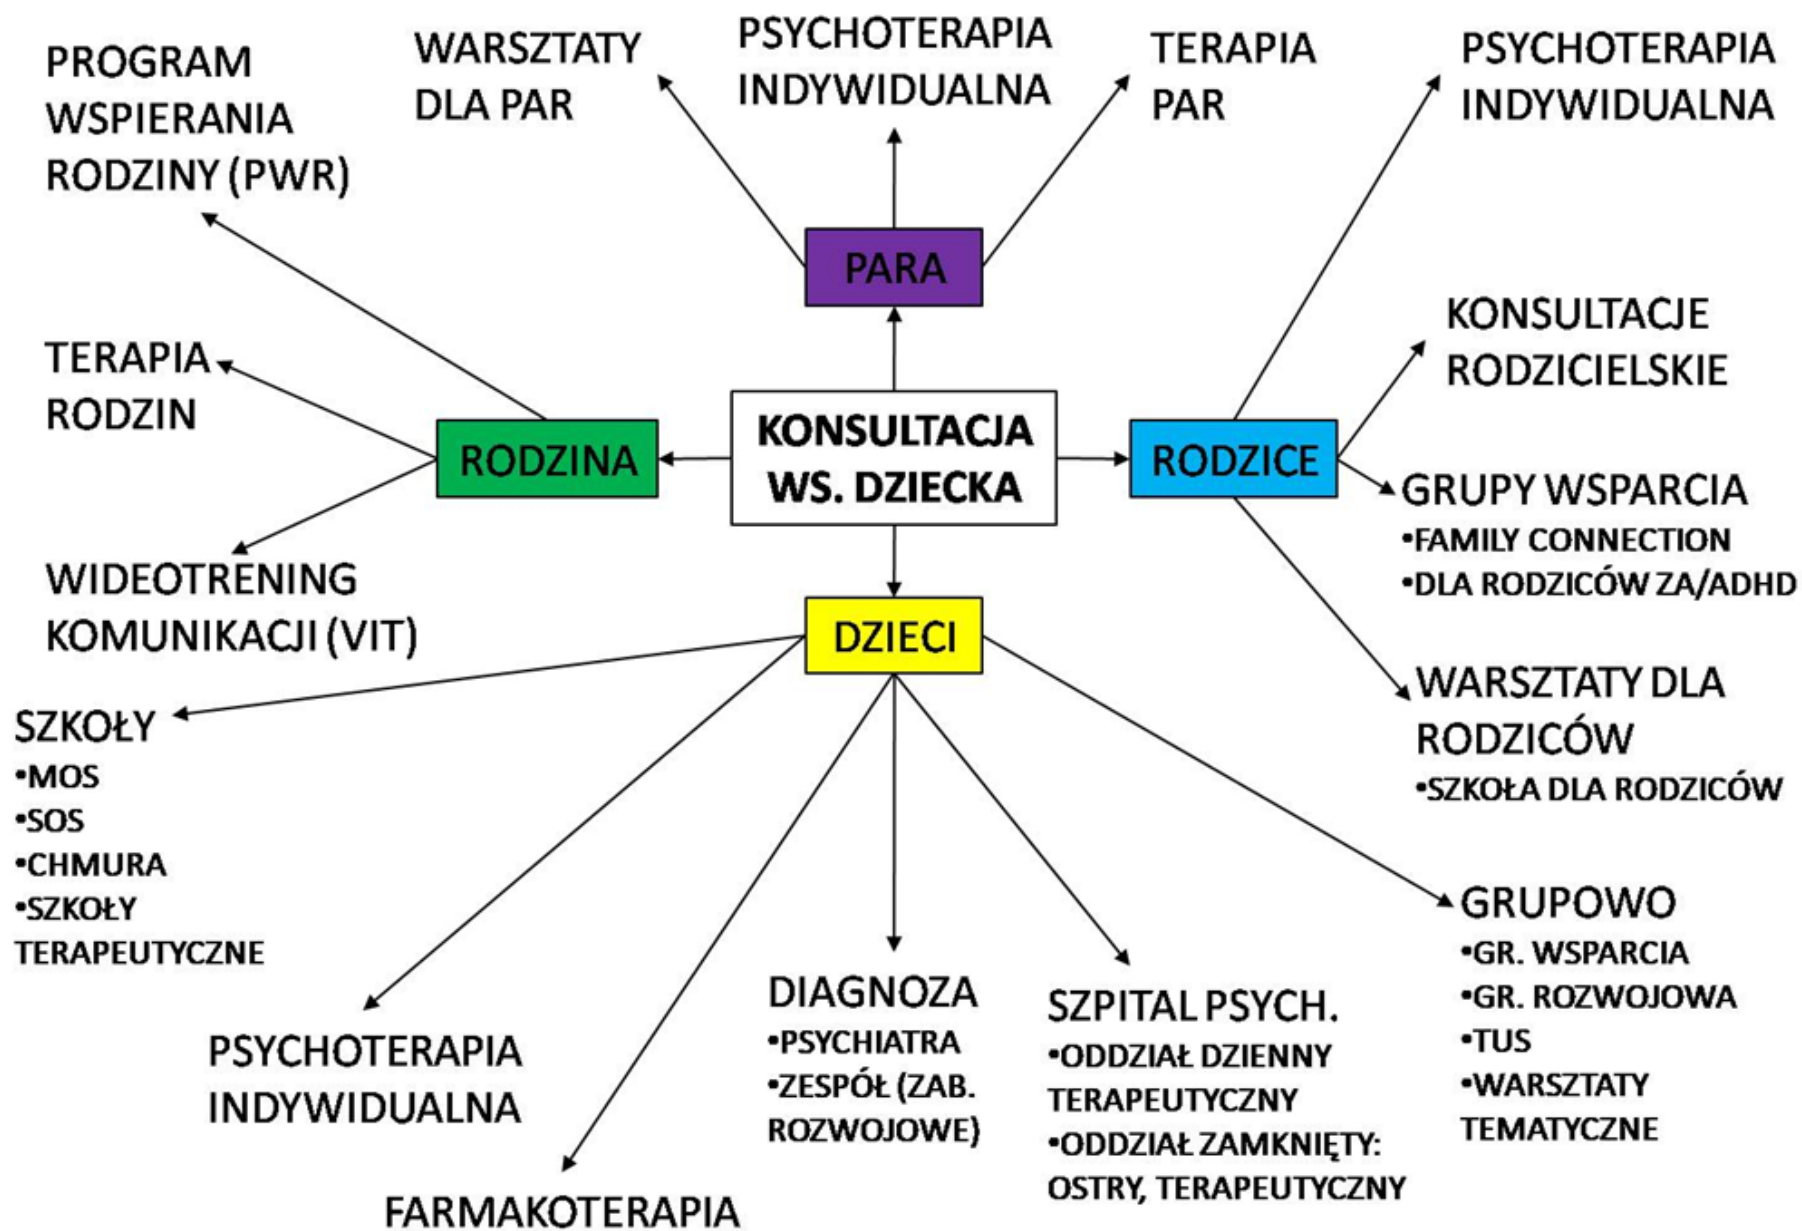 PROGRAM
WSPIERANIA
RODZINY (PWR)
WARSZTATY
DLA PAR
PSYCHOTERAPIA
INDYWIDUALNA
TERAPIA
PAR
PSYCHOTERAPIA
INDYWIDUALNA
PARA
KONSULTACJE
RODZICIELSKIE
TERAPIA
RODZIN
RODZINA
KONSULTACJA
WS. DZIECKA
RODZICE
GRUPY WSPARCIA
•FAMILY CONNECTION
•DLA RODZICÓW ZA/ADHD
WIDEOTRENING
KOMUNIKACJI (VIT)
DZIECI
WARSZTATY DLA
RODZICÓW
•SZKOŁA DLA RODZICÓW
SZKOŁY
•MOS
•SOS
•CHMURA
•SZKOŁY
TERAPEUTYCZNE
PSYCHOTERAPIA
INDYWIDUALNA
FARMAKOTERAPIA
DIAGNOZA
•PSYCHIATRA
•ZESPÓŁ (ZAB.
ROZWOJOWE)
SZPITAL PSYCH.
•ODDZIAŁ DZIENNY
TERAPEUTYCZNY
•ODDZIAŁ ZAMKNIĘTY:
OSTRY, TERAPEUTYCZNY
GRUPOWO
•GR. WSPARCIA
•GR. ROZWOJOWA
•TUS
•WARSZTATY
TEMATYCZNE